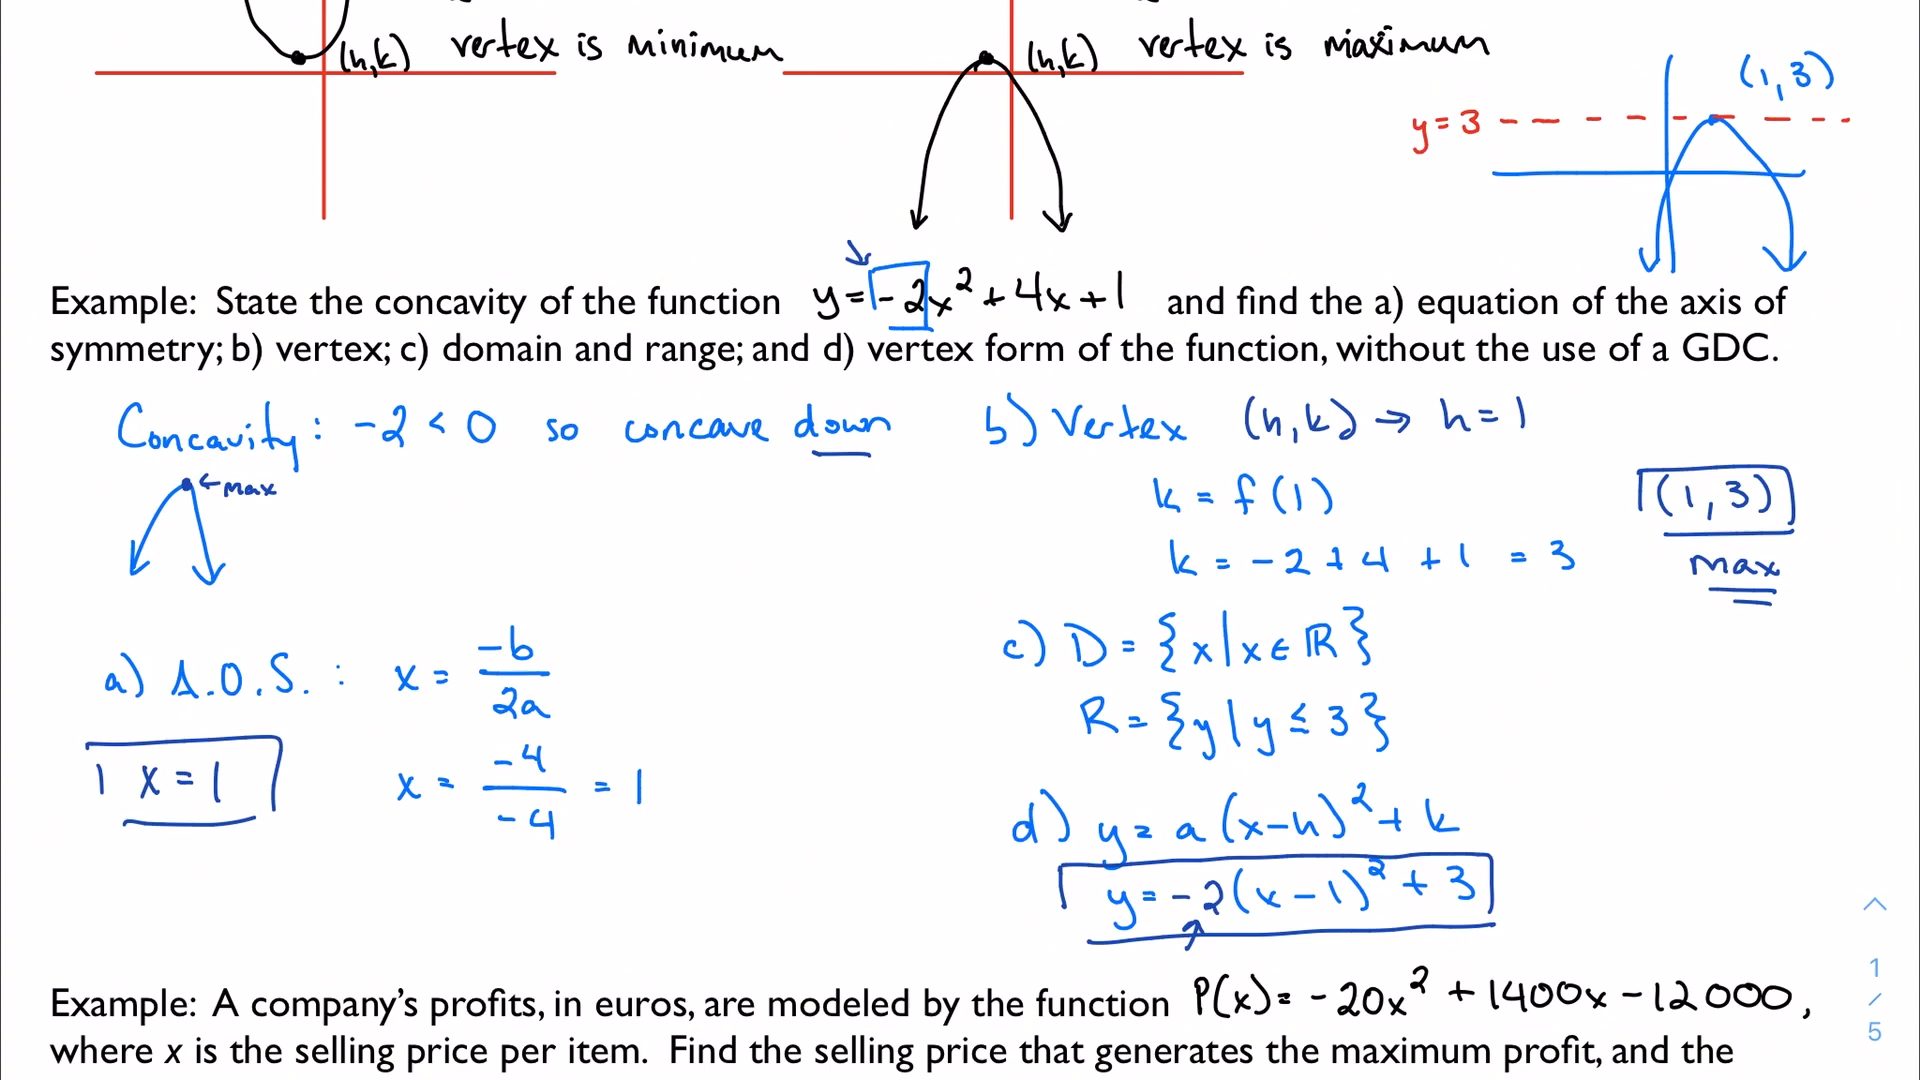 (h,k) vertex is minimum
(h,k) vertex is maximum
(1,3)
y=3
Example: State the concavity of the function y=-2x²+4x+1 and find the a) equation of the axis of
symmetry; b) vertex; c) domain and range; and d) vertex form of the function, without the use of a GDC.
Concavity: -2 < 0 so concave down
←max
a) A.O.S. : x = -b/2a
x = -4/-4 = 1
x = 1
b) Vertex (h,k) → h=1
k = f(1)
k = -2 + 4 + 1 = 3
(1,3)
max
c) D = {x|x∈ℝ}
R = {y|y ≤ 3}
d) y = a(x-h)² + k
y = -2(x-1)² + 3
Example: A company's profits, in euros, are modeled by the function P(x)= -20x² + 1400x - 12000,
where x is the selling price per item. Find the selling price that generates the maximum profit, and the
1
/
5